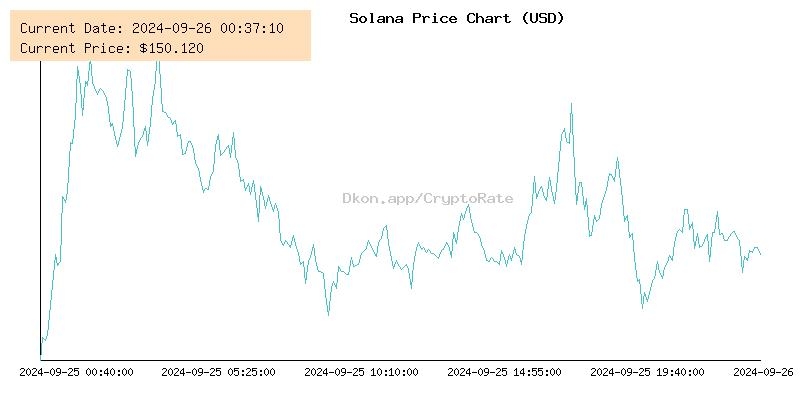 Solana Price Chart (USD)
Current Date: 2024-09-26 00:37:10
Current Price: $150.120
Dkon.app/CryptoRate
2024-09-25 00:40:00 2024-09-25 05:25:00 2024-09-25 10:10:00 2024-09-25 14:55:00 2024-09-25 19:40:00 2024-09-26